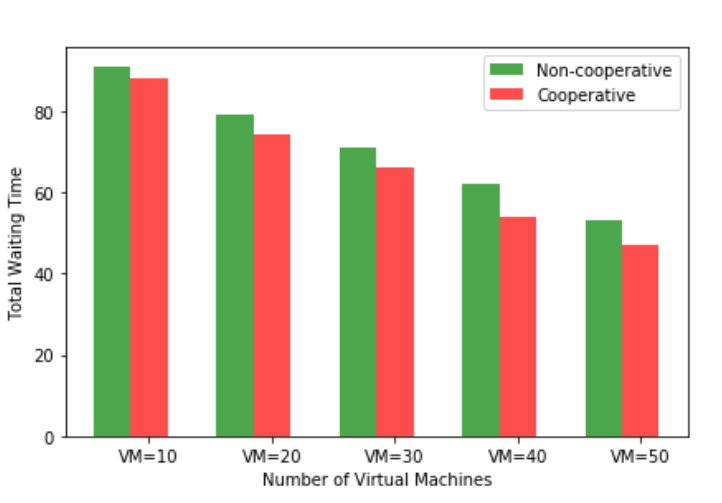 Non-cooperative
Cooperative
Total Waiting Time
80
60
40
20
0
VM=10 VM=20 VM=30 VM=40 VM=50
Number of Virtual Machines